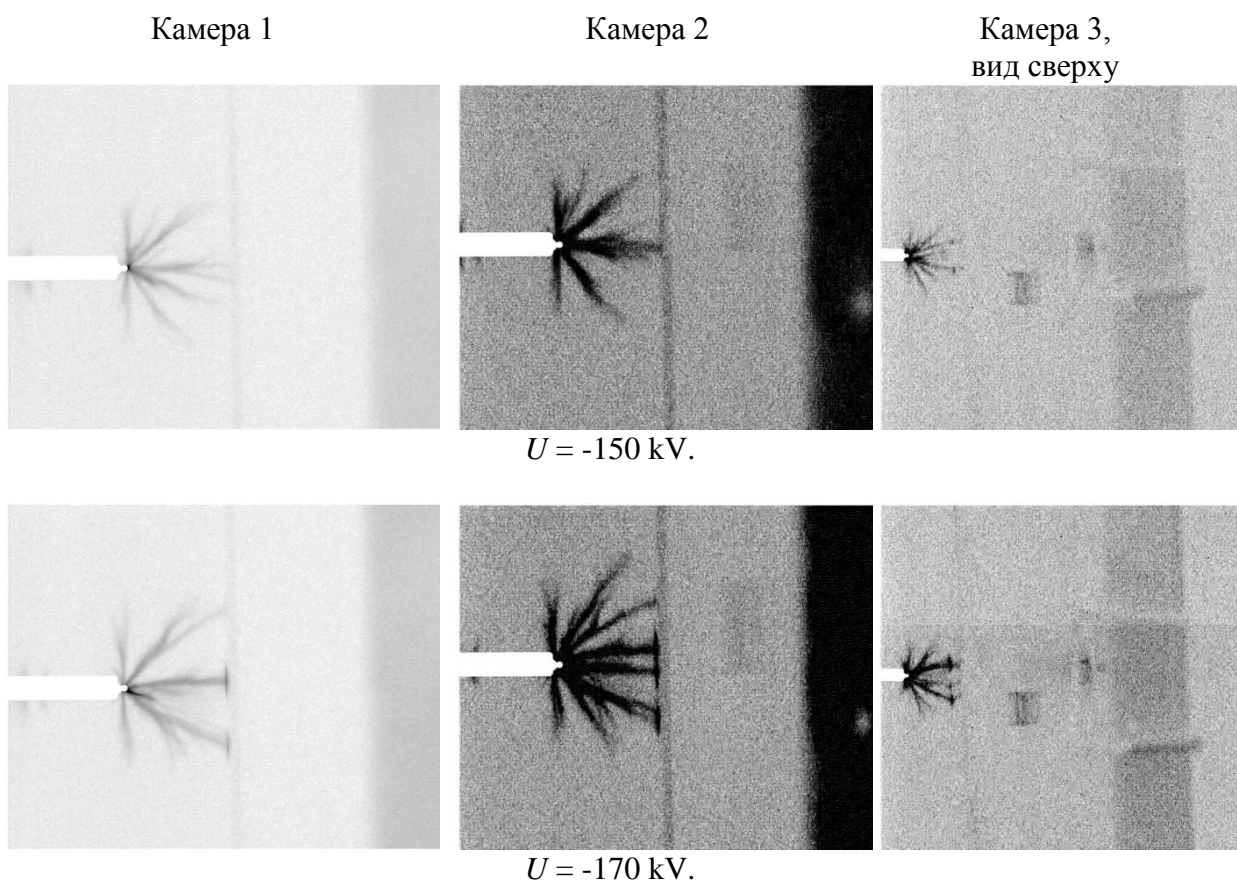 Камера 1
Камера 2
Камера 3,
вид сверху
U = -150 kV.
U = -170 kV.